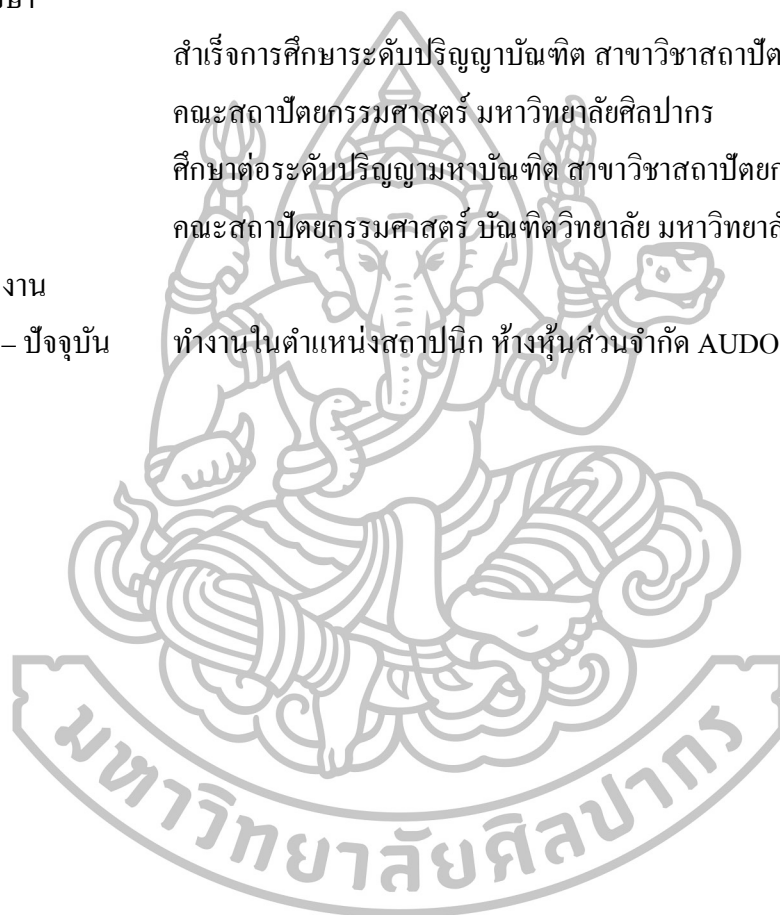 สำเร็จการศึกษาระดับปริญญาบัณฑิต สาขาวิชาสถาปัต
คณะสถาปัตยกรรมศาสตร์ มหาวิทยาลัยศิลปากร
ศึกษาต่อระดับปริญญามหาบัณฑิต สาขาวิชาสถาปัตยก
คณะสถาปัตยกรรมศาสตร์ บัณฑิตวิทยาลัย มหาวิทยาลั
งาน
– ปัจจุบัน ทำงานในตำแหน่งสถาปนิก ห้างหุ้นส่วนจำกัด AUDO
มหาวิทยาลัยศิลปากร